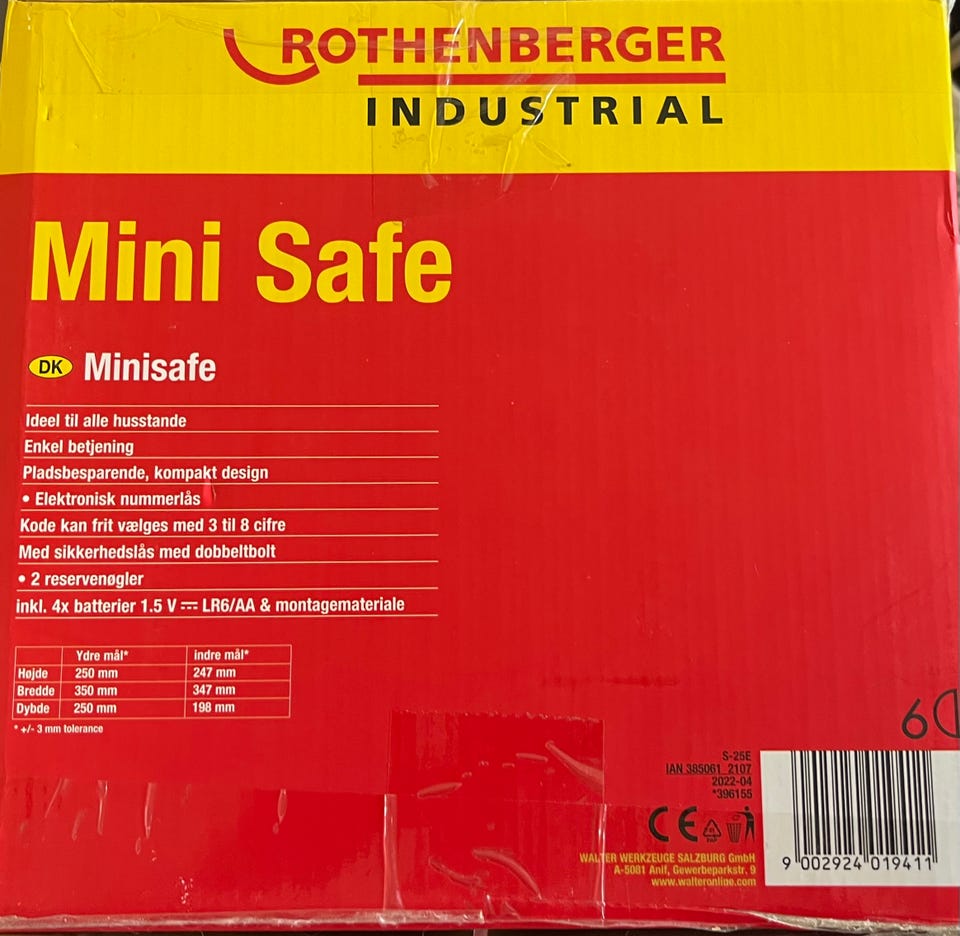 ROTHENBERGER
INDUSTRIAL
Mini Safe
DK Minisafe
Ideel til alle husstande
Enkel betjening
Pladsbesparende, kompakt design
• Elektronisk nummerlås
Kode kan frit vælges med 3 til 8 cifre
Med sikkerhedslås med dobbeltbolt
• 2 reservenøgler
inkl. 4x batterier 1.5 V ⎓ LR6/AA & montagemateriale
Ydre mål* indre mål*
Højde 250 mm 247 mm
Bredde 350 mm 347 mm
Dybde 250 mm 198 mm
* +/- 3 mm tolerance
6
S-25E
IAN 385061_2107
2022-04
*396155
CE
PAP
WALTER WERKZEUGE SALZBURG GmbH
A-5081 Anif, Gewerbeparkstr. 9
www.walteronline.com
9 002924 019411